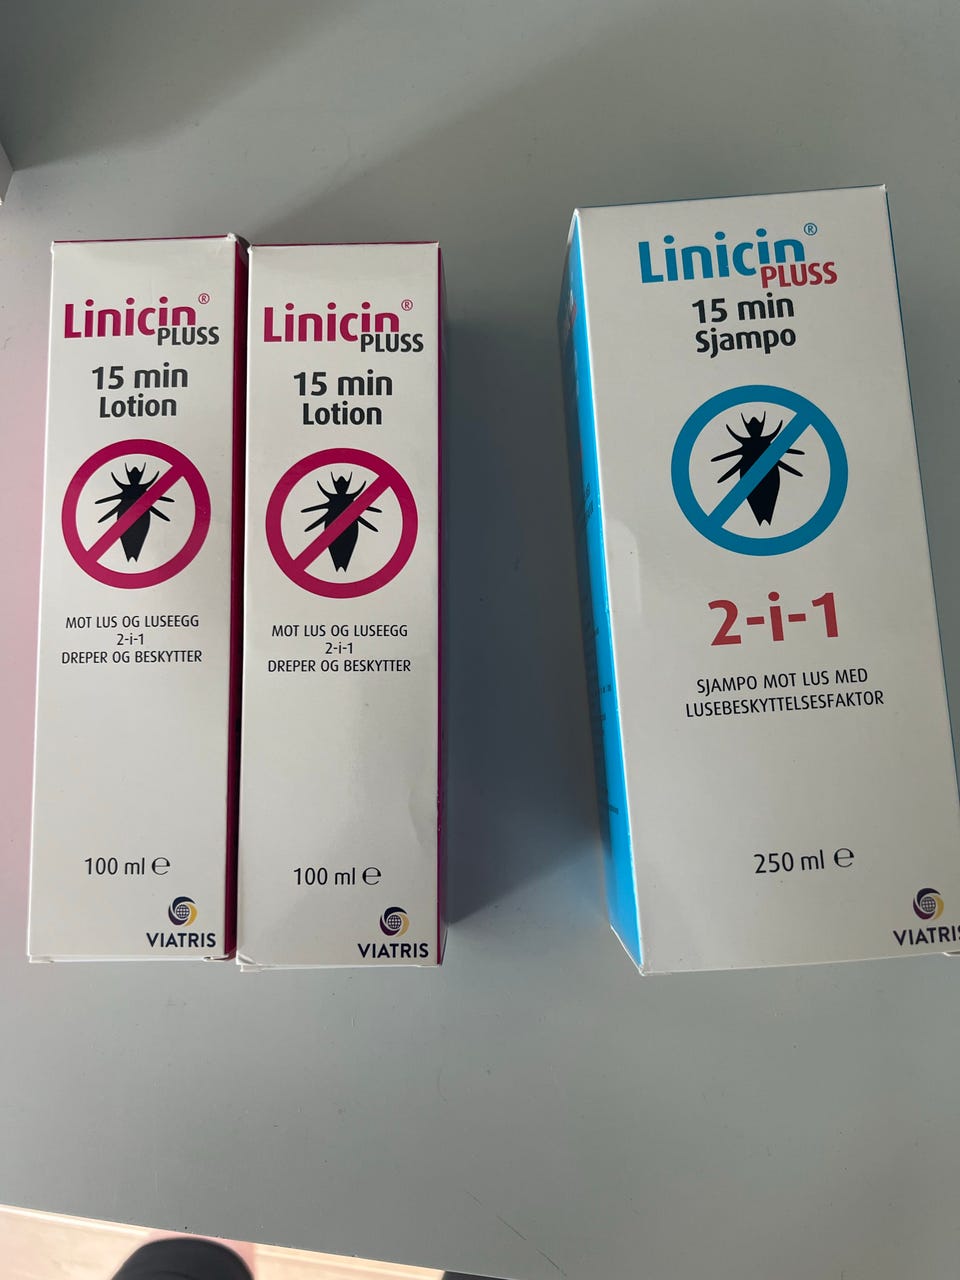 Linicin®
PLUSS
15 min
Lotion
MOT LUS OG LUSEEGG
2-i-1
DREPER OG BESKYTTER
100 ml ℮
VIATRIS
Linicin®
PLUSS
15 min
Lotion
MOT LUS OG LUSEEGG
2-i-1
DREPER OG BESKYTTER
100 ml ℮
VIATRIS
Linicin®
PLUSS
15 min
Sjampo
2-i-1
SJAMPO MOT LUS MED
LUSEBESKYTTELSESFAKTOR
250 ml ℮
VIATRIS